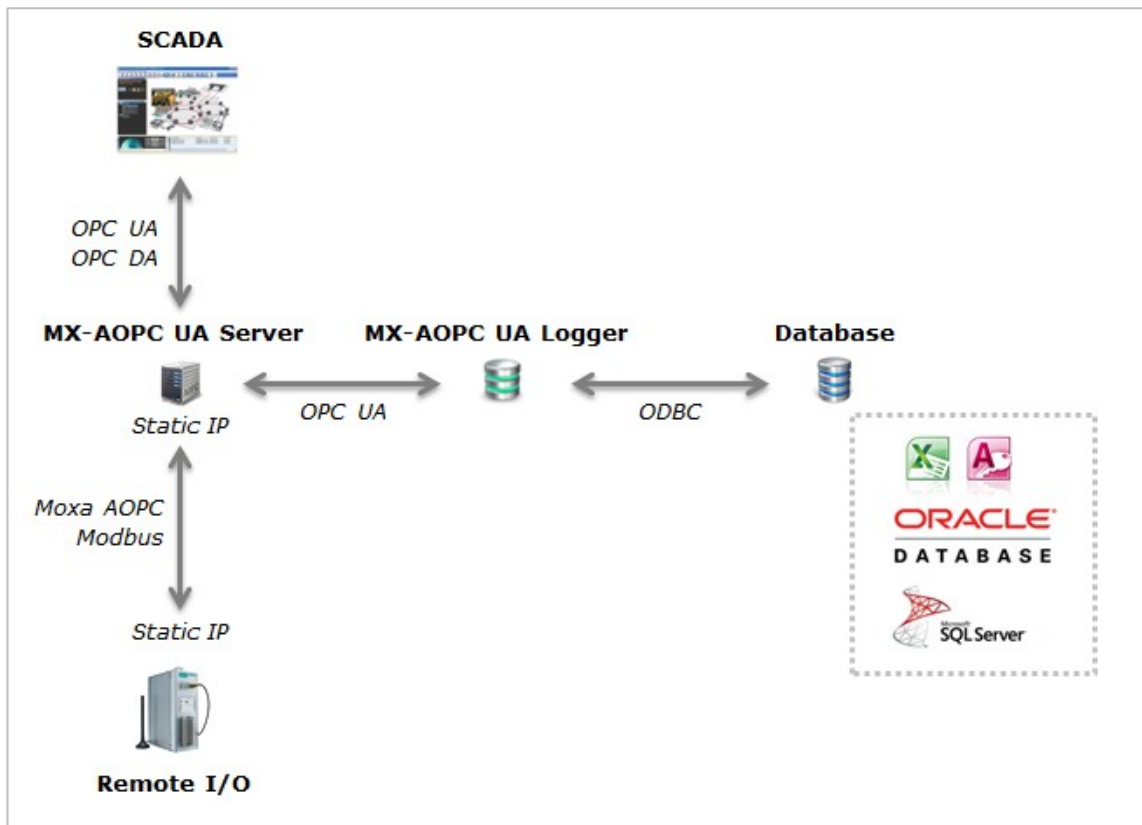 SCADA
OPC UA
OPC DA
MX-AOPC UA Server
MX-AOPC UA Logger
Database
OPC UA
ODBC
Static IP
Moxa AOPC
Modbus
Static IP
Remote I/O
ORACLE®
DATABASE
Microsoft
SQL Server